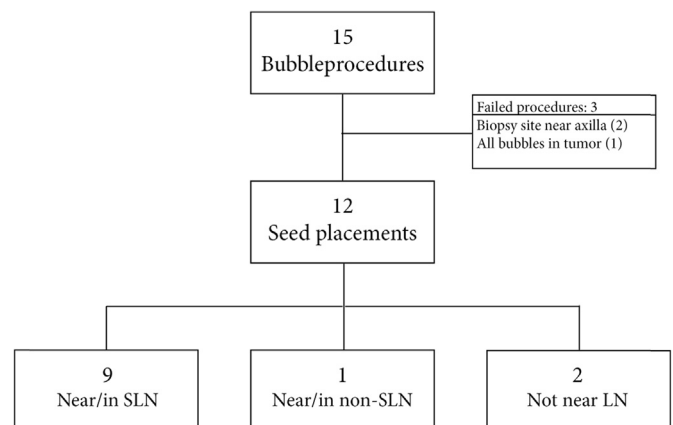 15
Bubbleprocedures
Failed procedures: 3
Biopsy site near axilla (2)
All bubbles in tumor (1)
12
Seed placements
9
Near/in SLN
1
Near/in non-SLN
2
Not near LN